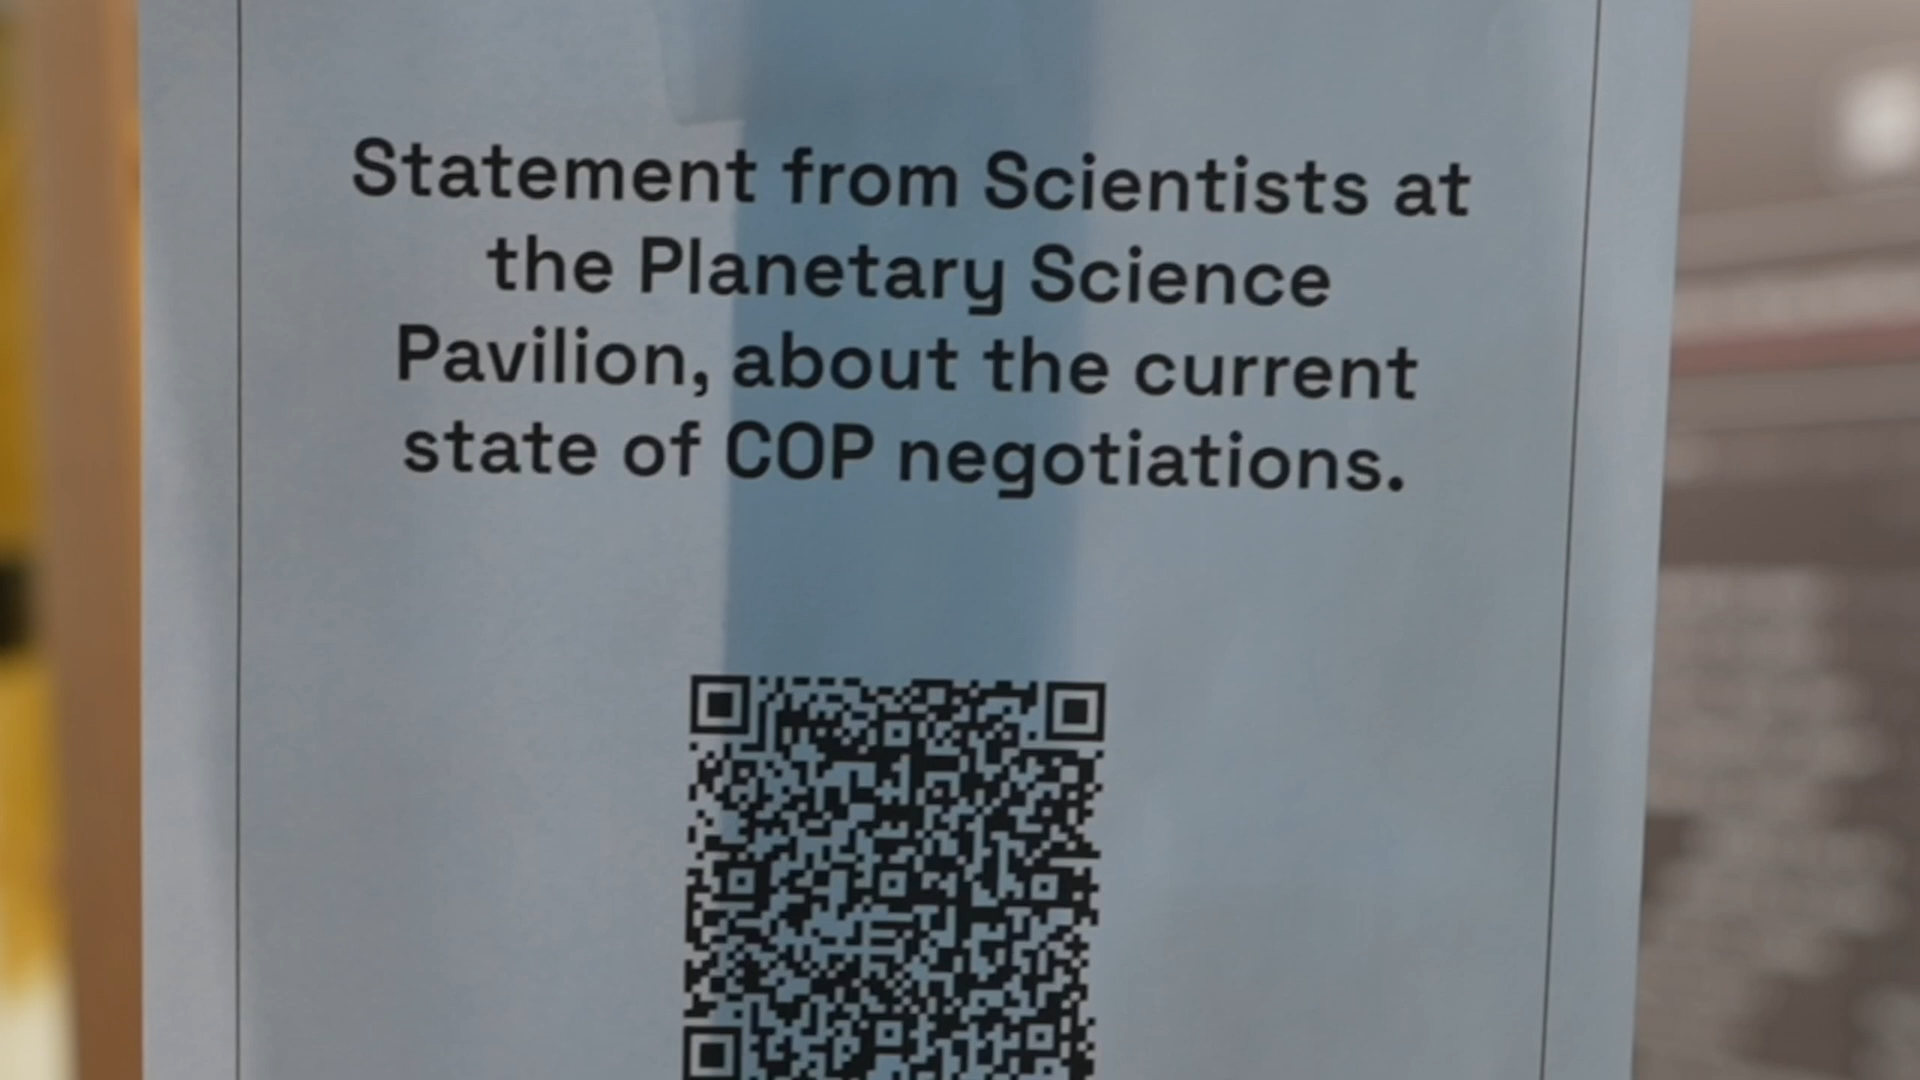 Statement from Scientists at
the Planetary Science
Pavilion, about the current
state of COP negotiations.